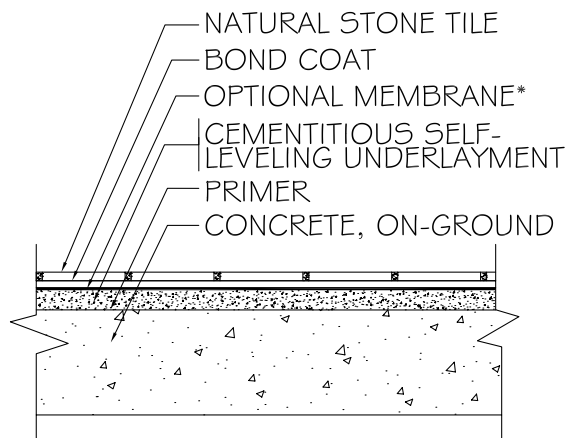 NATURAL STONE TILE
BOND COAT
OPTIONAL MEMBRANE*
CEMENTITIOUS SELF-
LEVELING UNDERLAYMENT
PRIMER
CONCRETE, ON-GROUND